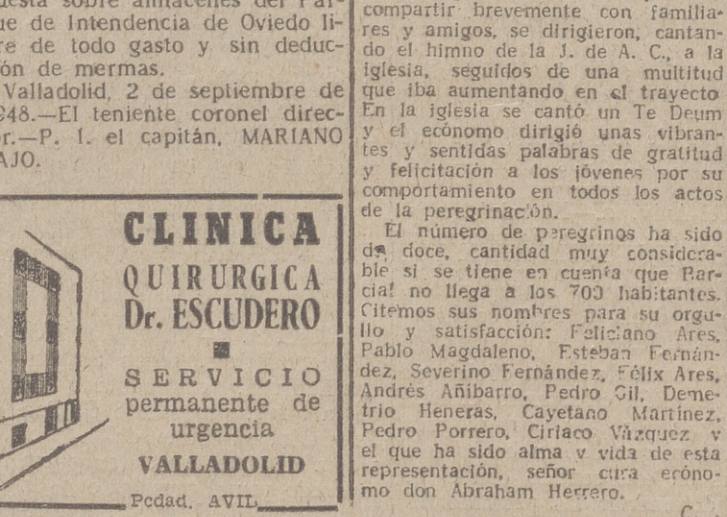 uesta sobre almacenes del Par-
ue de Intendencia de Oviedo li-
re de todo gasto y sin deduc-
ón de mermas.
Valladolid, 2 de septiembre de
948.—El teniente coronel direc-
or.—P. I. el capitán, MARIANO
AJO.
CLINICA
QUIRURGICA
Dr. ESCUDERO
SERVICIO
permanente de
urgencia
VALLADOLID
Pcdad. AVIL
compartir brevemente con familia-
res y amigos, se dirigieron, cantan-
do el himno de la J. de A. C., a la
iglesia, seguidos de una multitud
que iba aumentando en el trayecto
En la iglesia se cantó un Te Deum
y el ecónomo dirigió unas vibran-
tes y sentidas palabras de gratitud
y felicitación a los jóvenes por su
comportamiento en todos los actos
de la peregrinación.
El número de peregrinos ha sido
de doce, cantidad muy considera-
ble si se tiene en cuenta que Bar-
cial no llega a los 700 habitantes.
Citemos sus nombres para su orgu-
llo y satisfacción: Feliciano Ares,
Pablo Magdaleno, Esteban Fernán-
dez, Severino Fernández, Félix Ares,
Andrés Añibarro, Pedro Gil, Deme-
trio Heneras, Cayetano Martínez,
Pedro Porrero, Ciriaco Vázquez y
el que ha sido alma y vida de esta
representación, señor cura ecóno-
mo don Abraham Herrero.